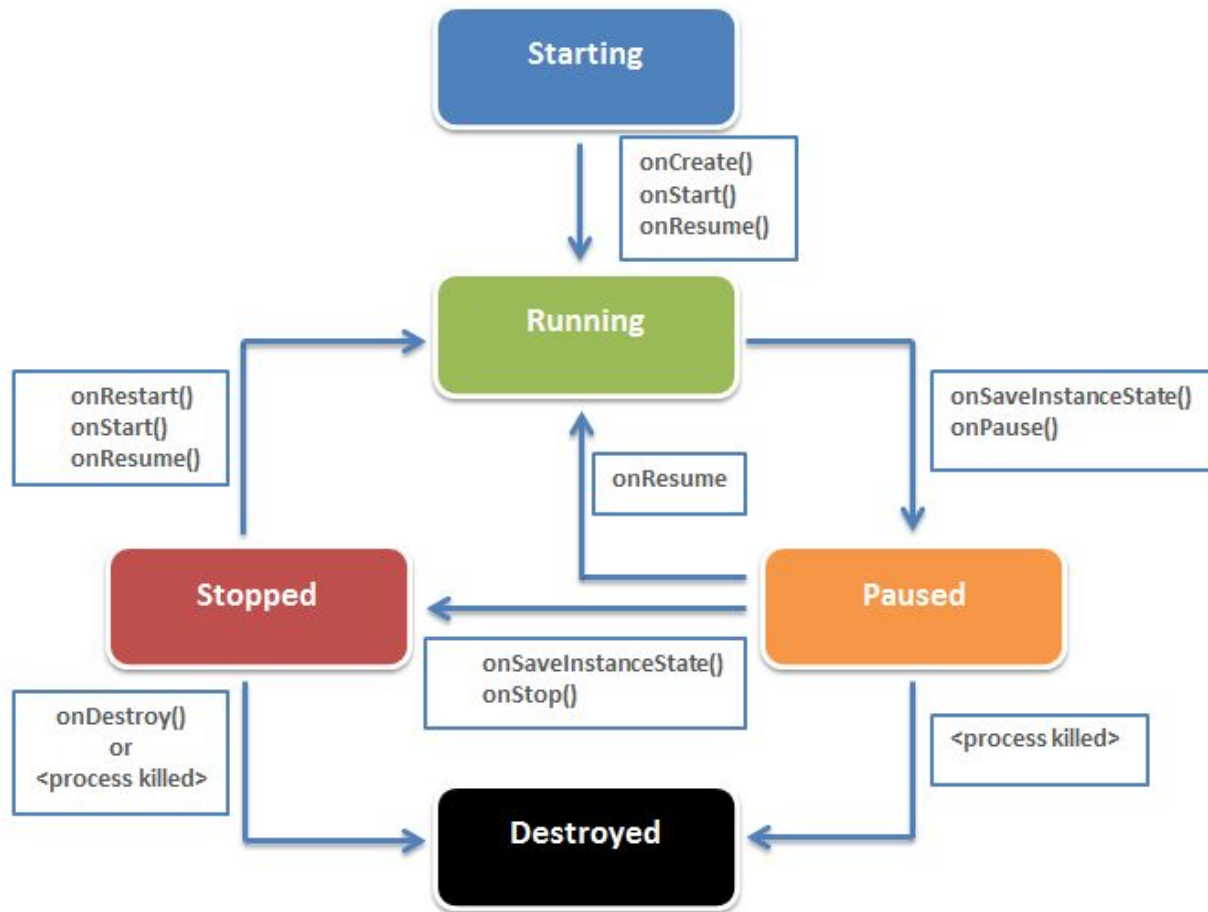 Starting
onCreate()
onStart()
onResume()
Running
onRestart()
onStart()
onResume()
onSaveInstanceState()
onPause()
onResume
Stopped
Paused
onSaveInstanceState()
onStop()
onDestroy()
or
<process killed>
<process killed>
Destroyed